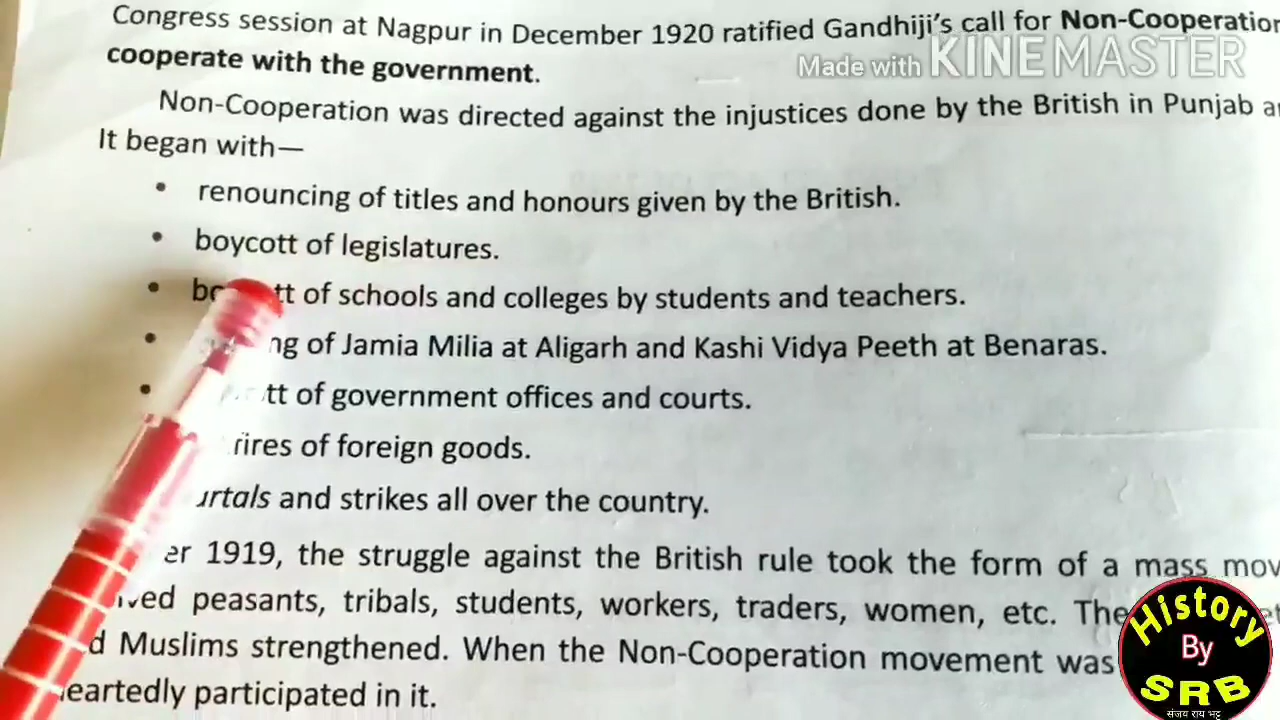 Congress session at Nagpur in December 1920 ratified Gandhiji's call for Non-Cooperation
cooperate with the government.
Made with KINEMASTER
Non-Cooperation was directed against the injustices done by the British in Punjab
It began with—
• renouncing of titles and honours given by the British.
• boycott of legislatures.
• of schools and colleges by students and teachers.
• of Jamia Milia at Aligarh and Kashi Vidya Peeth at Benaras.
• of government offices and courts.
of foreign goods.
and strikes all over the country.
1919, the struggle against the British rule took the form of a mass
peasants, tribals, students, workers, traders, women, etc. The
Muslims strengthened. When the Non-Cooperation movement was
participated in it.
History
By
SRB
संजय राय भट्ट